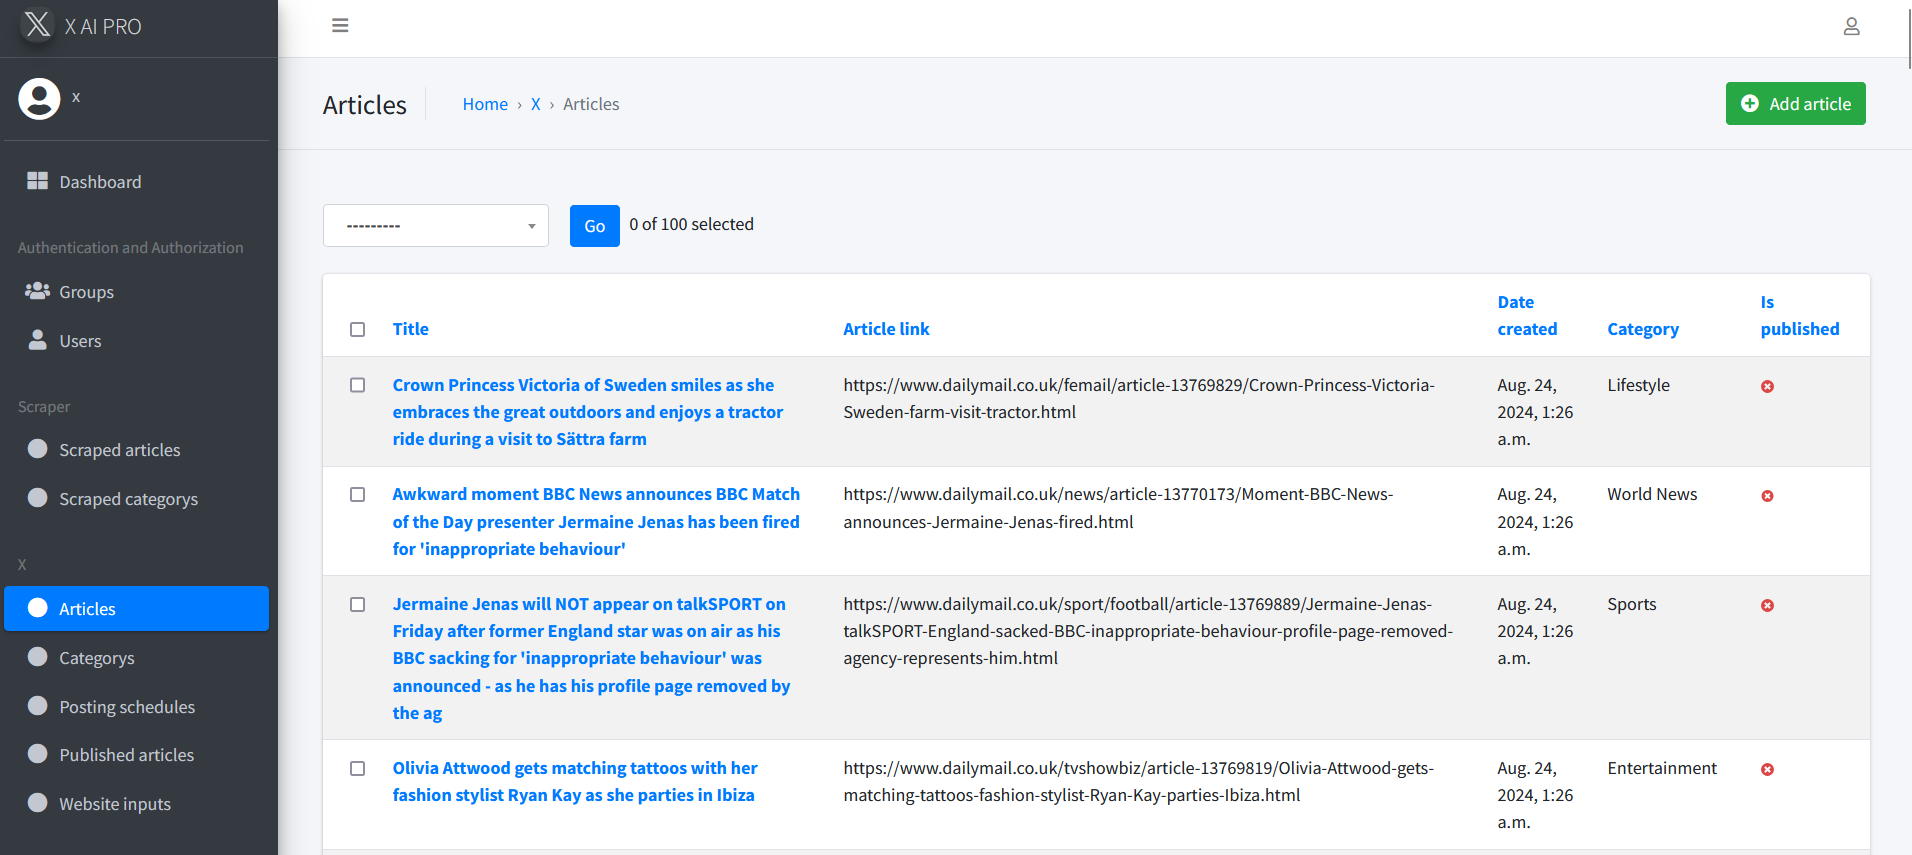 X AI PRO
x
Dashboard
Authentication and Authorization
Groups
Users
Scraper
Scraped articles
Scraped categorys
X
Articles
Categorys
Posting schedules
Published articles
Website inputs
Articles
Home › X › Articles
Add article
---------
Go
0 of 100 selected
Title
Article link
Date
created
Category
Is
published
Crown Princess Victoria of Sweden smiles as she
embraces the great outdoors and enjoys a tractor
ride during a visit to Sättra farm
https://www.dailymail.co.uk/femail/article-13769829/Crown-Princess-Victoria-
Sweden-farm-visit-tractor.html
Aug. 24,
2024, 1:26
a.m.
Lifestyle
Awkward moment BBC News announces BBC Match
of the Day presenter Jermaine Jenas has been fired
for 'inappropriate behaviour'
https://www.dailymail.co.uk/news/article-13770173/Moment-BBC-News-
announces-Jermaine-Jenas-fired.html
Aug. 24,
2024, 1:26
a.m.
World News
Jermaine Jenas will NOT appear on talkSPORT on
Friday after former England star was on air as his
BBC sacking for 'inappropriate behaviour' was
announced - as he has his profile page removed by
the ag
https://www.dailymail.co.uk/sport/football/article-13769889/Jermaine-Jenas-
talkSPORT-England-sacked-BBC-inappropriate-behaviour-profile-page-removed-
agency-represents-him.html
Aug. 24,
2024, 1:26
a.m.
Sports
Olivia Attwood gets matching tattoos with her
fashion stylist Ryan Kay as she parties in Ibiza
https://www.dailymail.co.uk/tvshowbiz/article-13769819/Olivia-Attwood-gets-
matching-tattoos-fashion-stylist-Ryan-Kay-parties-Ibiza.html
Aug. 24,
2024, 1:26
a.m.
Entertainment